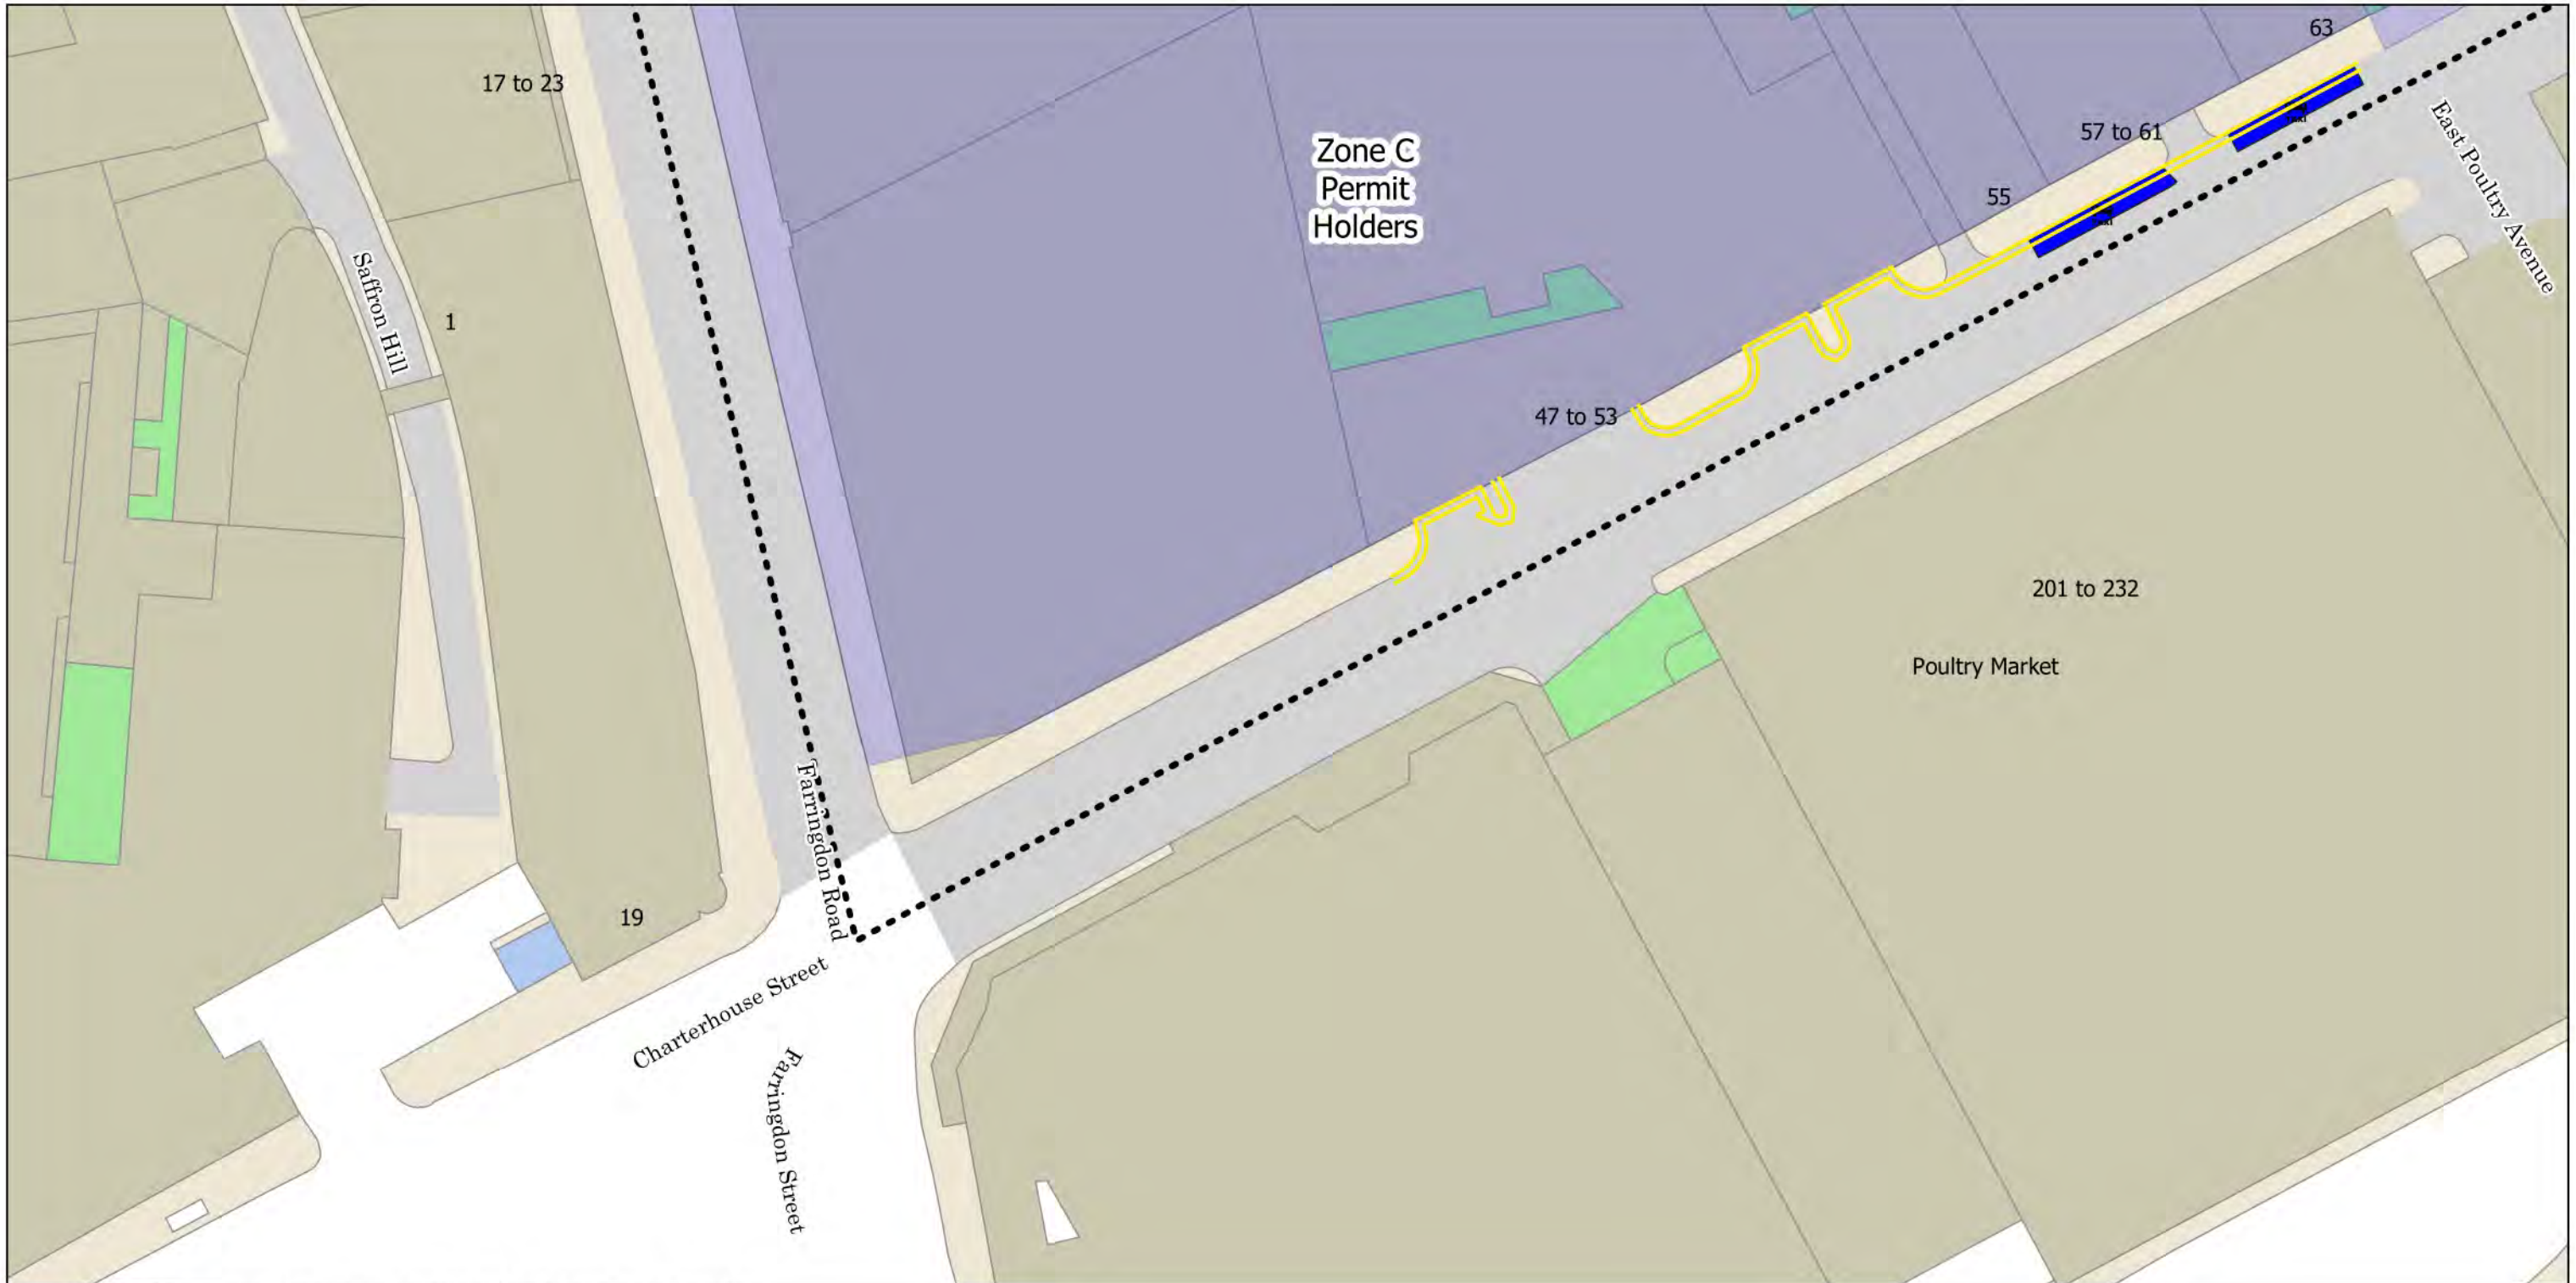 63
17 to 23
57 to 61
Zone C
Permit
Holders
East Poultry Avenue
55
Saffron Hill
1
47 to 53
201 to 232
Poultry Market
Farringdon Road
19
Charterhouse Street
Farringdon Street